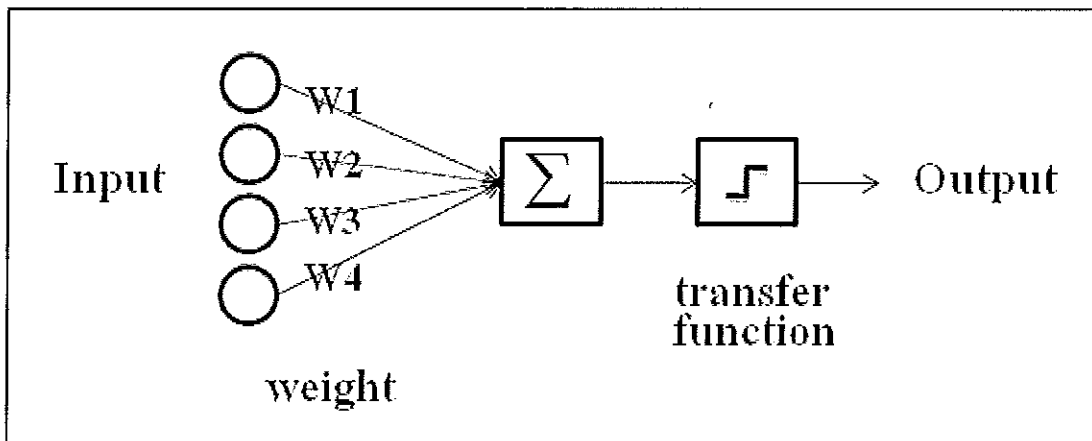 W1
W2
Input
W3
W4
Σ
Output
transfer
function
weight